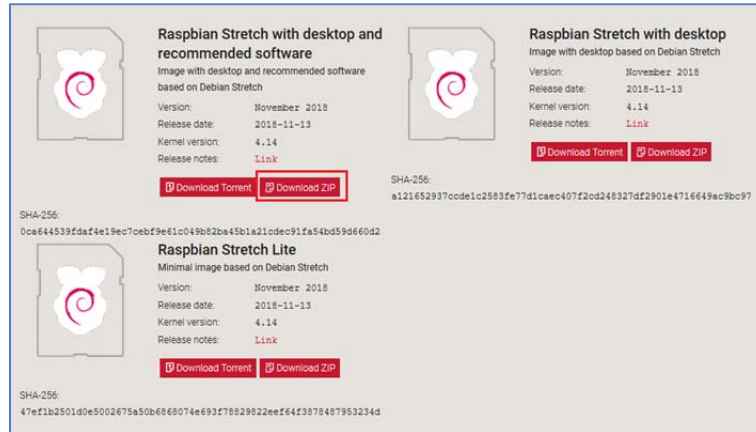 Raspbian Stretch with desktop and
recommended software
Image with desktop and recommended software
based on Debian Stretch
Version: November 2018
Release date: 2018-11-13
Kernel version: 4.14
Release notes: Link
Download Torrent Download ZIP
SHA-256:
0ca644539fdaf4e19ec7cebf9e61c049b82ba45b1a21cdec91fa54bd59d660d2
Raspbian Stretch with desktop
Image with desktop based on Debian Stretch
Version: November 2018
Release date: 2018-11-13
Kernel version: 4.14
Release notes: Link
Download Torrent Download ZIP
SHA-256:
a121652937ccde1c2583fe77d1caec407f2cd248327df2901e4716649ac9bc97
Raspbian Stretch Lite
Minimal image based on Debian Stretch
Version: November 2018
Release date: 2018-11-13
Kernel version: 4.14
Release notes: Link
Download Torrent Download ZIP
SHA-256:
47ef1b2501d0e5002675a50b6868074e693f78829822eef64f3878487953234d